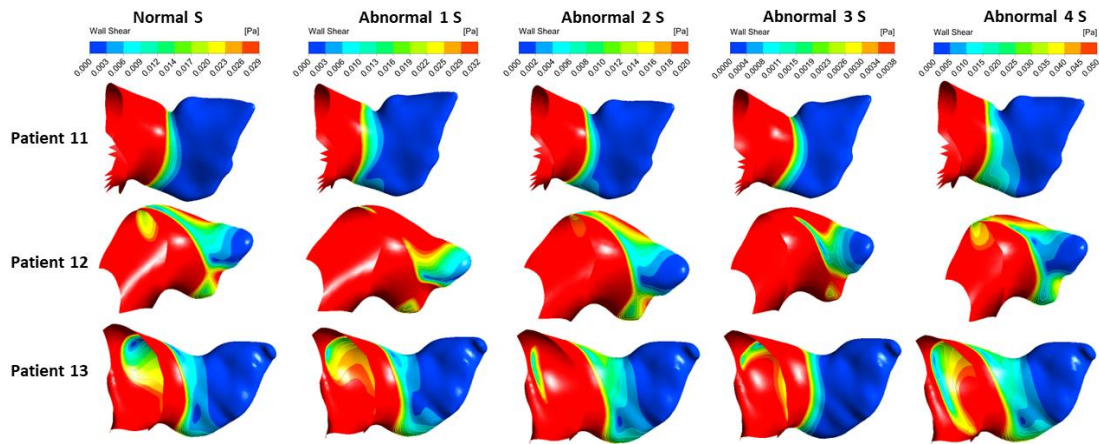 Normal S Abnormal 1 S Abnormal 2 S Abnormal 3 S Abnormal 4 S
Wall Shear [Pa] Wall Shear [Pa] Wall Shear [Pa] Wall Shear [Pa] Wall Shear [Pa]
0.000 0.003 0.006 0.009 0.012 0.014 0.017 0.020 0.023 0.026 0.029 0.000 0.003 0.006 0.010 0.013 0.016 0.019 0.022 0.026 0.029 0.032 0.000 0.002 0.004 0.006 0.008 0.010 0.012 0.014 0.016 0.018 0.020 0.0000 0.0004 0.0008 0.0011 0.0015 0.0019 0.0023 0.0026 0.0030 0.0034 0.0038 0.000 0.005 0.010 0.015 0.020 0.025 0.030 0.035 0.040 0.045 0.050
Patient 11
Patient 12
Patient 13